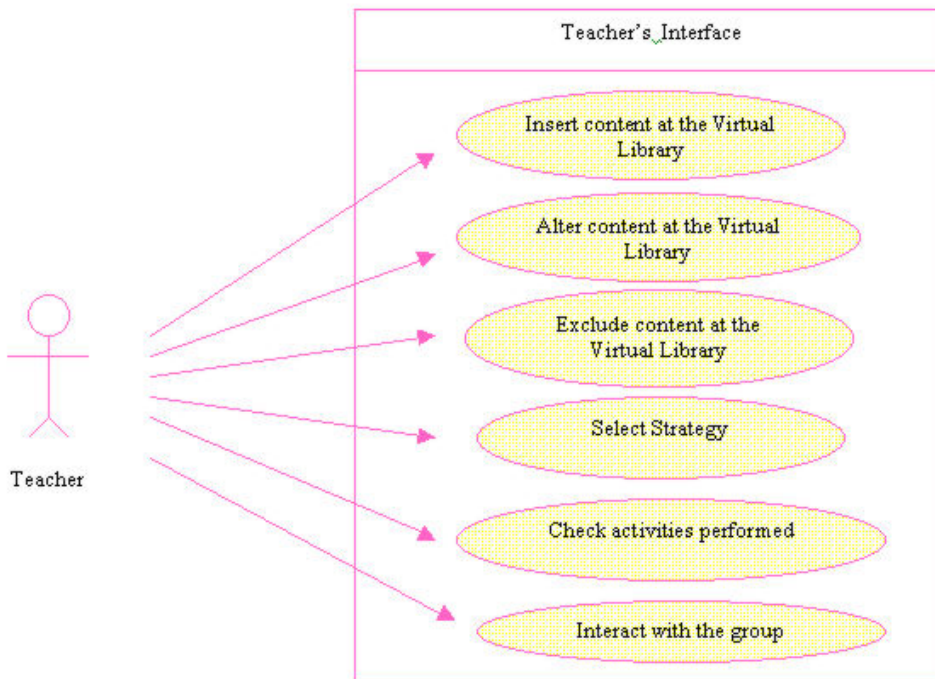 Teacher's Interface
Insert content at the Virtual
Library
Alter content at the Virtual
Library
Exclude content at the
Virtual Library
Select Strategy
Teacher
Check activities performed
Interact with the group